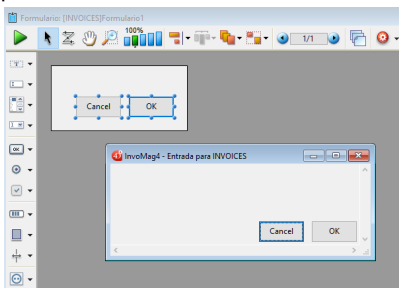 Formulario: [INVOICES]Formulario1
100%
1/1
Cancel OK
InvoMag4 - Entrada para INVOICES
Cancel OK